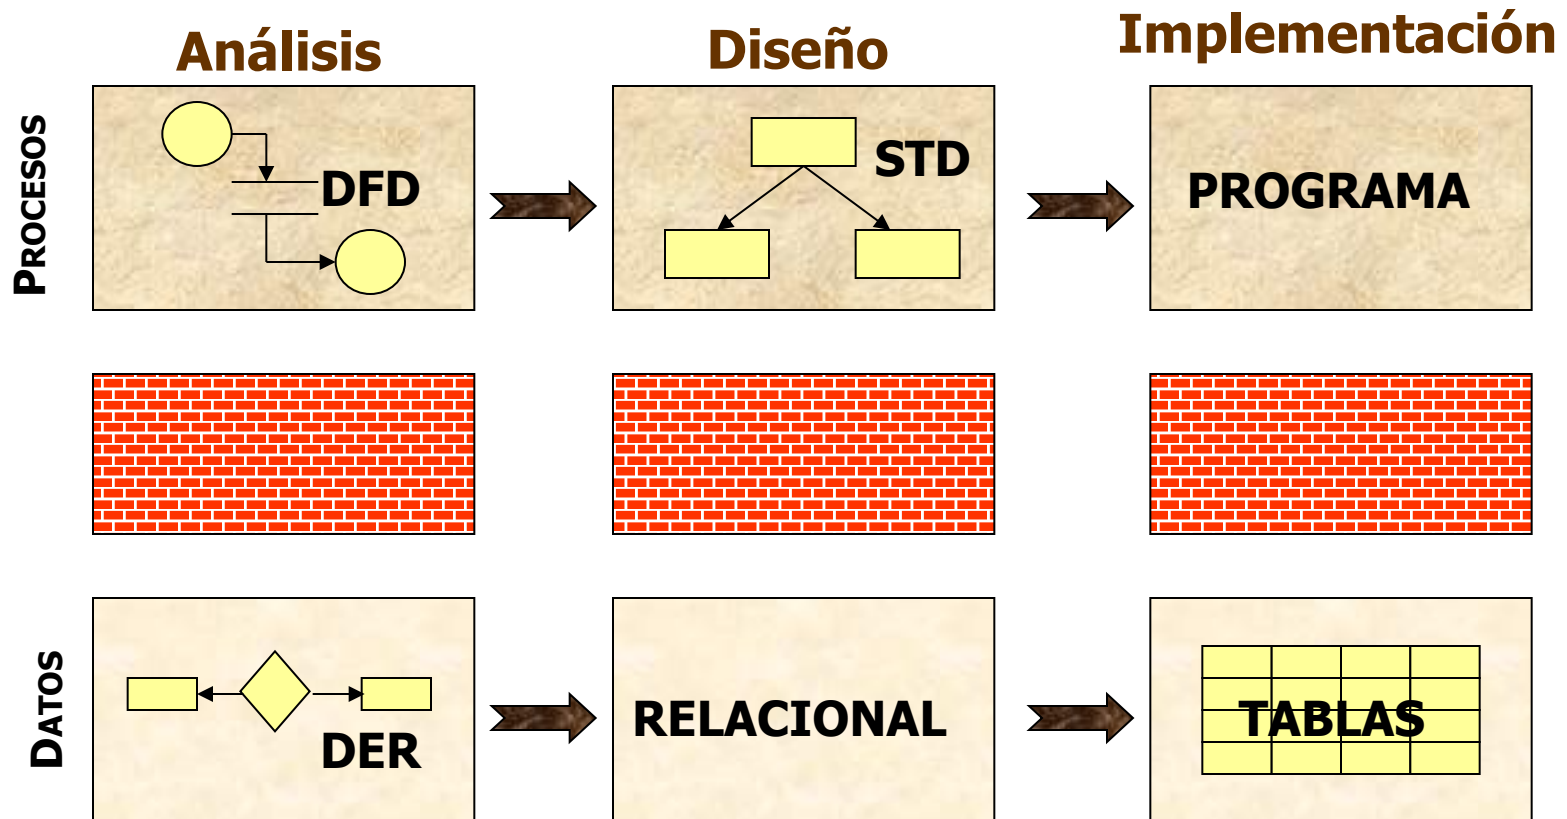 Análisis
Diseño
Implementación
PROCESOS
DFD
STD
PROGRAMA
DATOS
DER
RELACIONAL
TABLAS